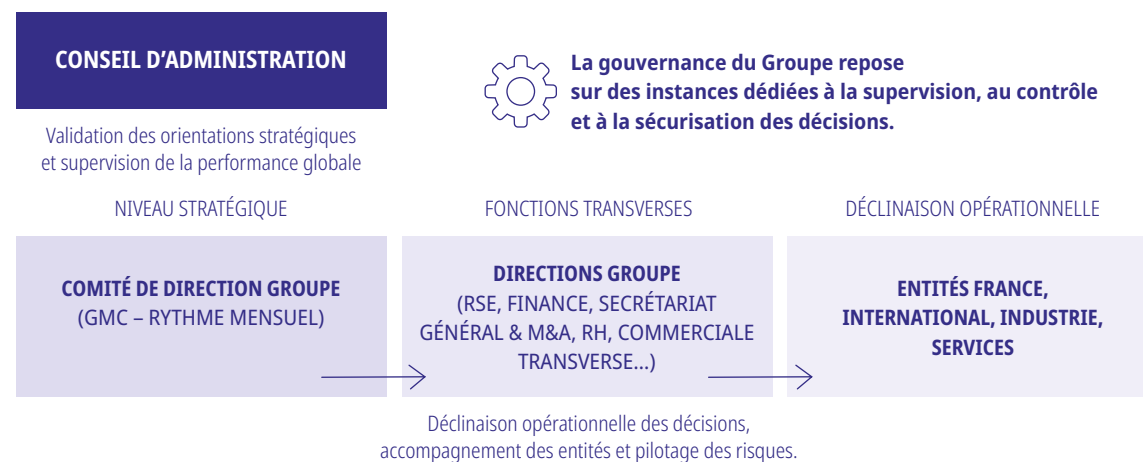 CONSEIL D’ADMINISTRATION
Validation des orientations stratégiques
et supervision de la performance globale
La gouvernance du Groupe repose
sur des instances dédiées à la supervision, au contrôle
et à la sécurisation des décisions.
NIVEAU STRATÉGIQUE
COMITÉ DE DIRECTION GROUPE
(GMC – RYTHME MENSUEL)
FONCTIONS TRANSVERSES
DIRECTIONS GROUPE
(RSE, FINANCE, SECRÉTARIAT
GÉNÉRAL & M&A, RH, COMMERCIALE
TRANSVERSE...)
DÉCLINAISON OPÉRATIONNELLE
ENTITÉS FRANCE,
INTERNATIONAL, INDUSTRIE,
SERVICES
Déclinaison opérationnelle des décisions,
accompagnement des entités et pilotage des risques.